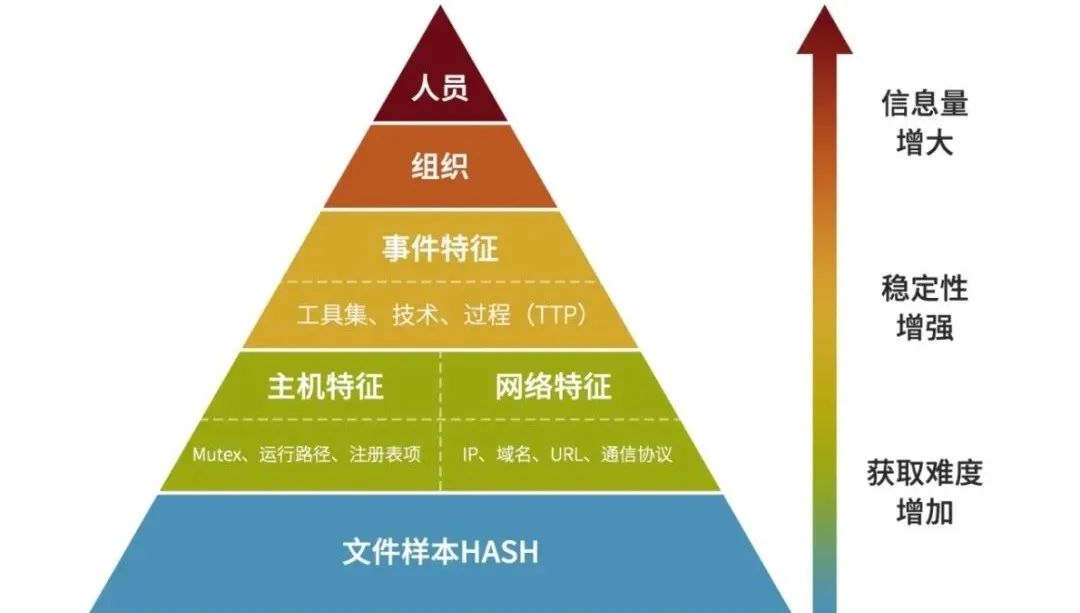 人员
组织
事件特征
工具集、技术、过程（TTP）
主机特征
网络特征
Mutex、运行路径、注册表项
IP、域名、URL、通信协议
文件样本HASH
信息量
增大
稳定性
增强
获取难度
增加